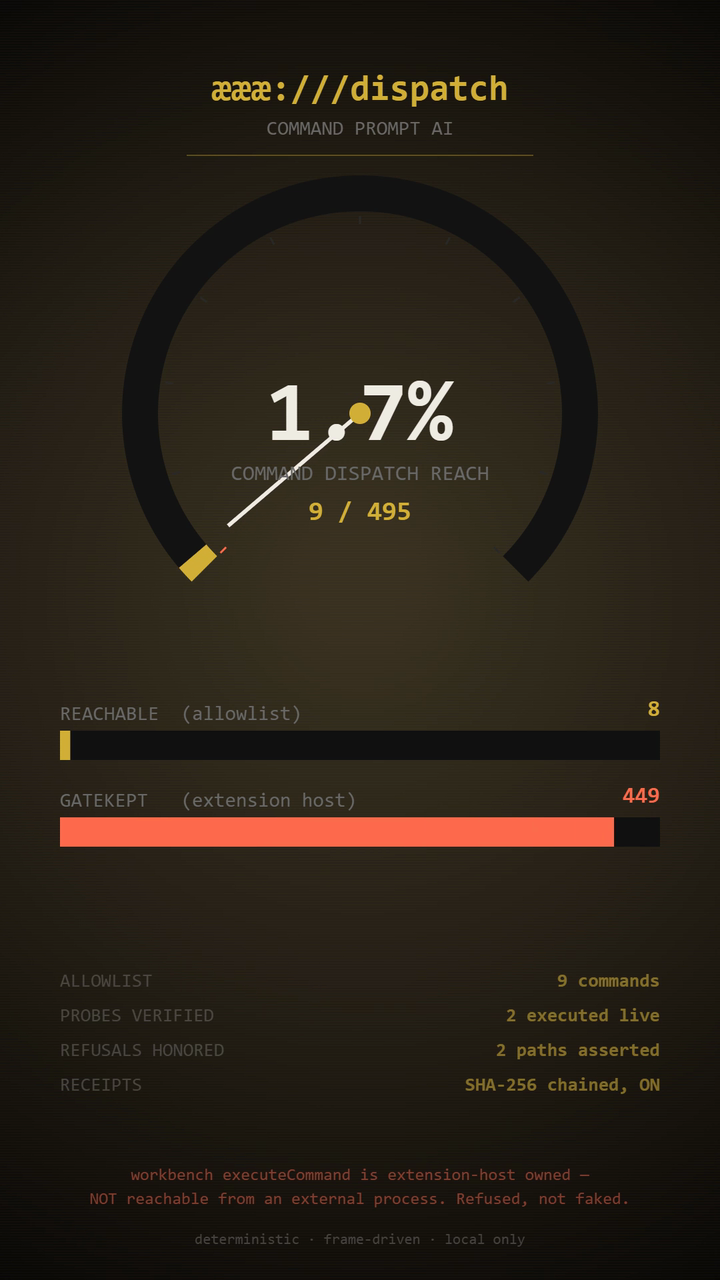 æææ:///dispatch
COMMAND PROMPT AI
1.7%
COMMAND DISPATCH REACH
9 / 495
REACHABLE (allowlist) 8
GATEKEPT (extension host) 449
ALLOWLIST 9 commands
PROBES VERIFIED 2 executed live
REFUSALS HONORED 2 paths asserted
RECEIPTS SHA-256 chained, ON
workbench executeCommand is extension-host owned —
NOT reachable from an external process. Refused, not faked.
deterministic · frame-driven · local only